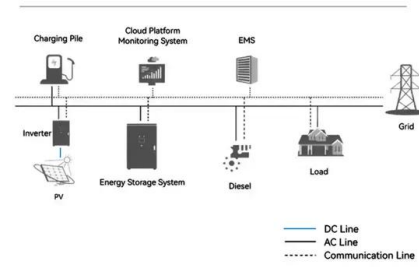 Charging Pile
Cloud Platform
Monitoring System
EMS
Grid
Inverter
PV
Energy Storage System
Diesel
Load
DC Line
AC Line
Communication Line